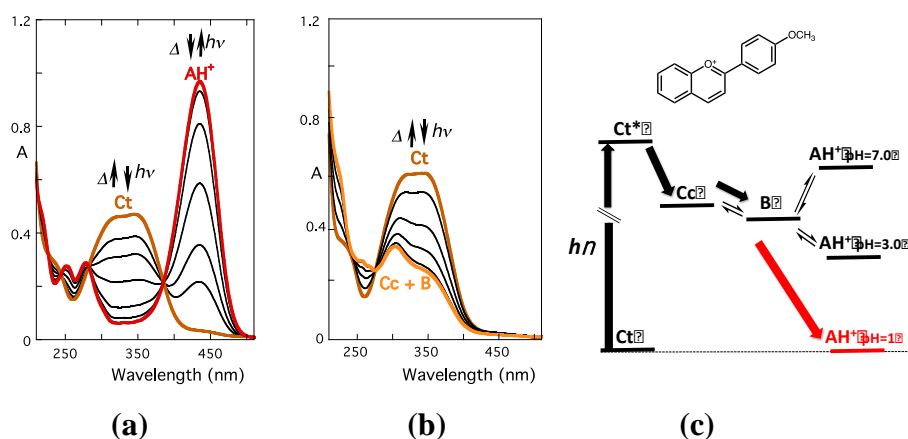 1.2
Δ hν
AH⁺
0.8
A
Δ hν
Ct
0.4
0
250 350 450
Wavelength (nm)
(a)
1.2
0.8
Δ hν
Ct
A
0.4
Cc + B
0
250 350 450
Wavelength (nm)
(b)
OCH₃
O⁺
Ct*
AH⁺ pH=7.0
Cc
B
AH⁺ pH=3.0
hη
Ct
AH⁺ pH=1
(c)